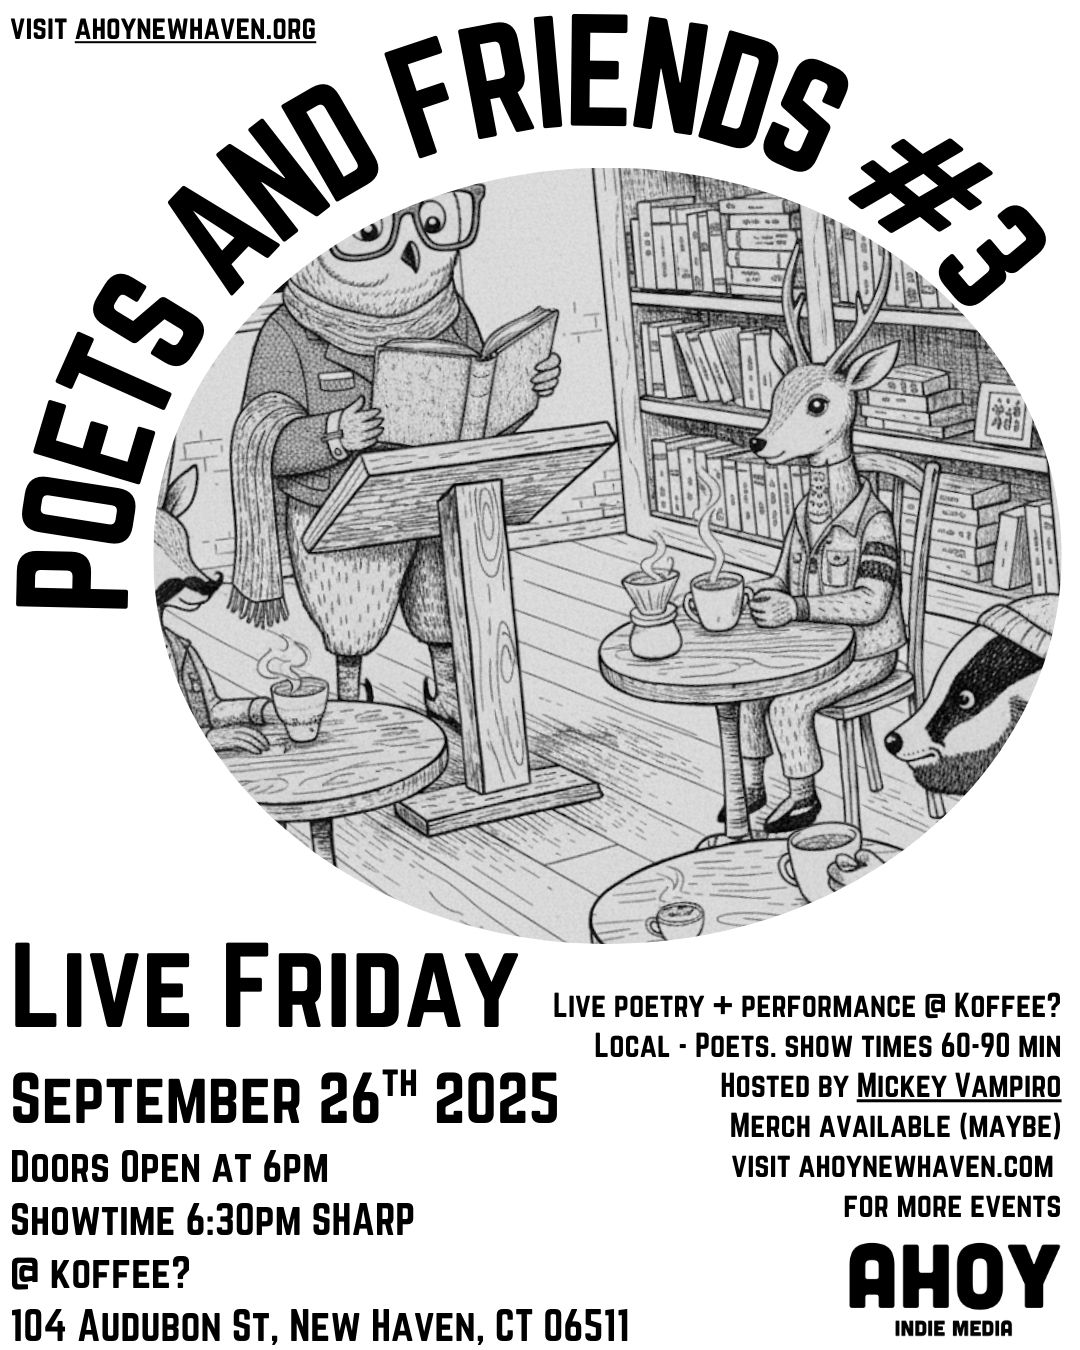 VISIT AHOYNEWHAVEN.ORG
POETS AND FRIENDS #3
LIVE FRIDAY
SEPTEMBER 26TH 2025
DOORS OPEN AT 6PM
SHOWTIME 6:30PM SHARP
@ KOFFEE?
104 AUDUBON ST, NEW HAVEN, CT 06511
LIVE POETRY + PERFORMANCE @ KOFFEE?
LOCAL - POETS. SHOW TIMES 60-90 MIN
HOSTED BY MICKEY VAMPIRO
MERCH AVAILABLE (MAYBE)
VISIT AHOYNEWHAVEN.COM
FOR MORE EVENTS
AHOY
INDIE MEDIA